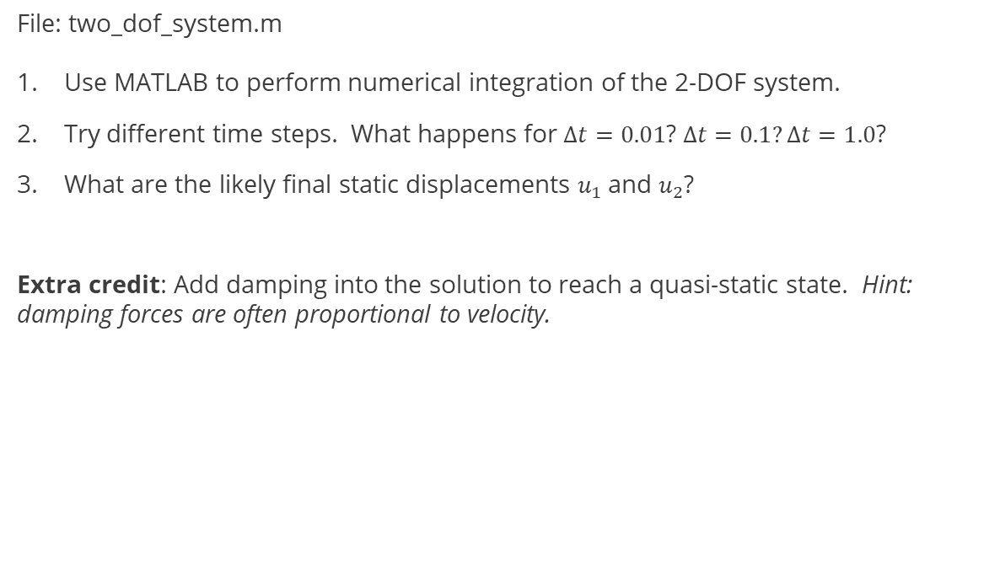 File: two_dof_system.m
1. Use MATLAB to perform numerical integration of the 2-DOF system.
2. Try different time steps. What happens for Δt = 0.01? Δt = 0.1? Δt = 1.0?
3. What are the likely final static displacements u₁ and u₂?
Extra credit: Add damping into the solution to reach a quasi-static state. Hint:
damping forces are often proportional to velocity.